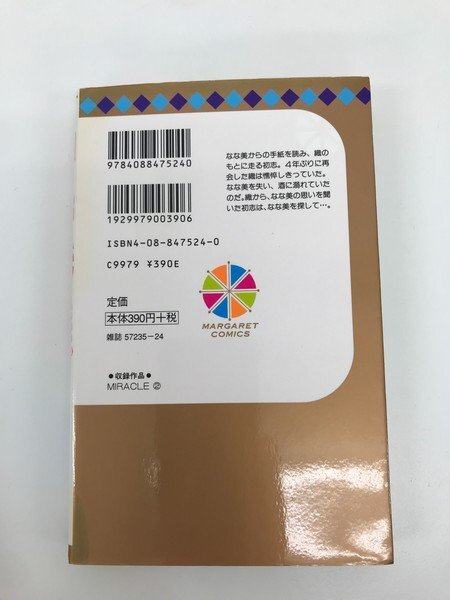 9784088475240
1929979003906
ISBN4-08-847524-0
C9979 ¥390E
なな美からの手紙を読み、織の
もとに走る初志。４年ぶりに再
会した織は憔悴しきっていた。
なな美を失い、酒に溺れていた
のだ。織から、なな美の思いを聞
いた初志は、なな美を探して…。
MARGARET
COMICS
定価
本体390円+税
雑誌 57235-24
●収録作品●
MIRACLE ②